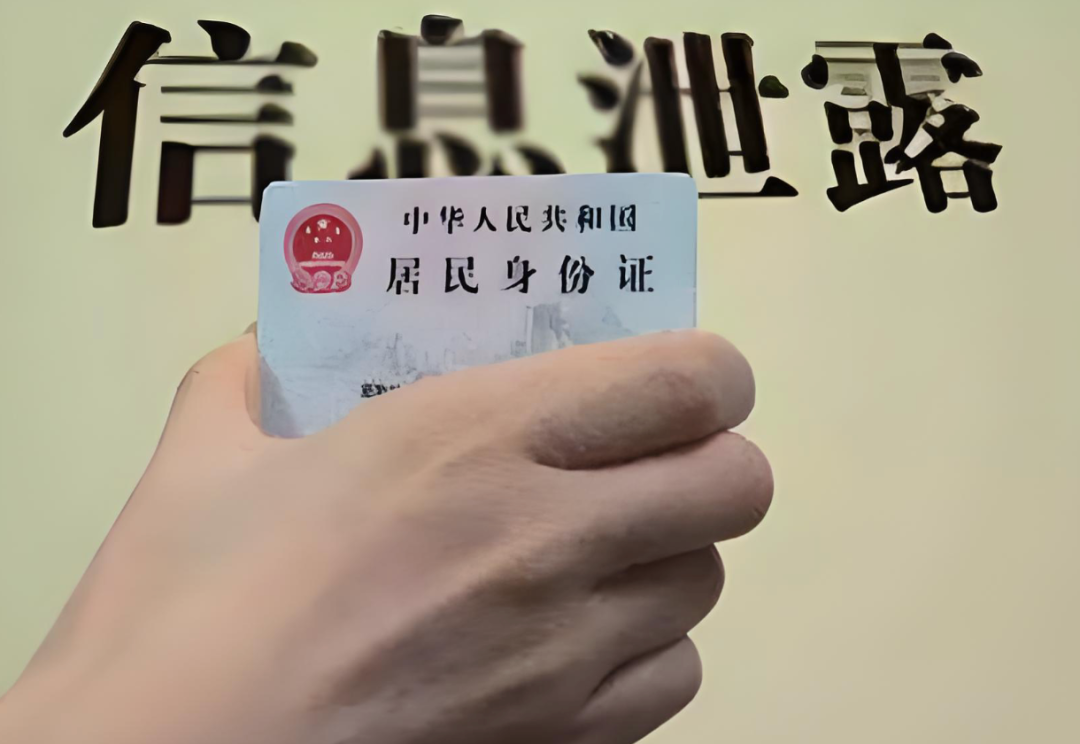 信息泄露
中华人民共和国
居民身份证